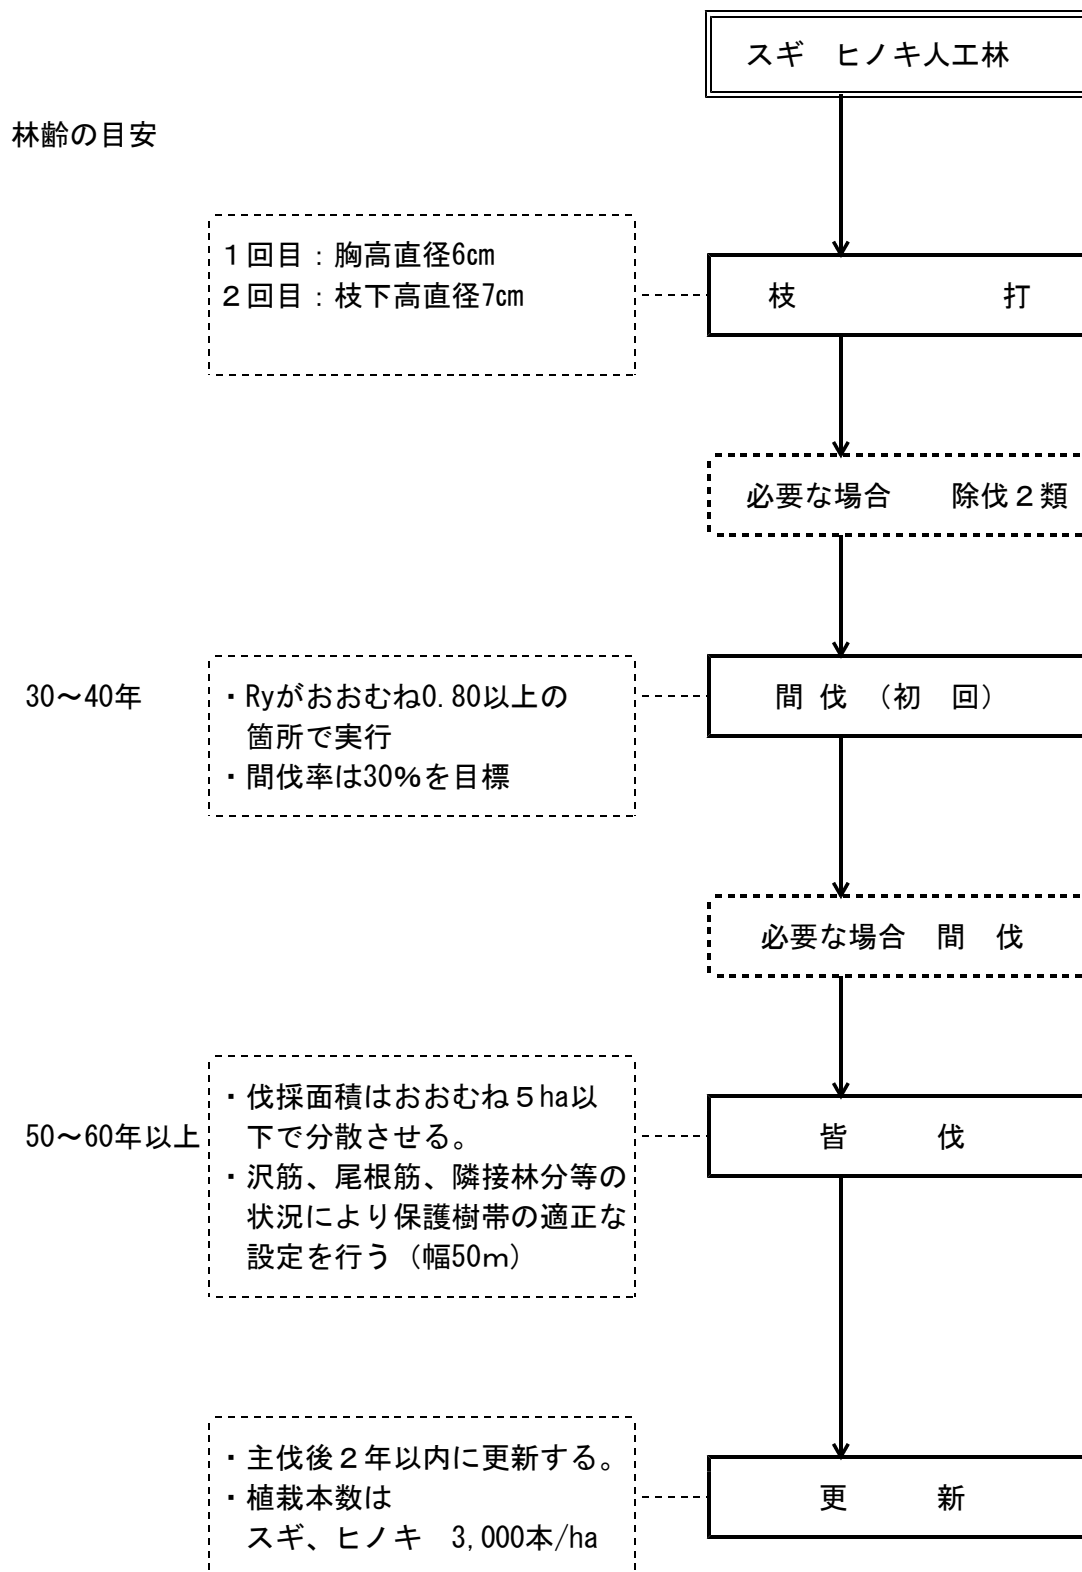 スギ　ヒノキ人工林
林齢の目安
１回目：胸高直径6cm
２回目：枝下高直径7cm
枝　　　　　　　打
必要な場合　　除伐２類
30～40年
・Ryがおおむね0.80以上の
箇所で実行
・間伐率は30％を目標
間 伐 （初　回）
必要な場合　間　伐
50～60年以上
・伐採面積はおおむね５ha以
下で分散させる。
・沢筋、尾根筋、隣接林分等の
状況により保護樹帯の適正な
設定を行う（幅50ｍ）
皆　　　伐
・主伐後２年以内に更新する。
・植栽本数は
スギ、ヒノキ　3,000本/ha
更　　　新